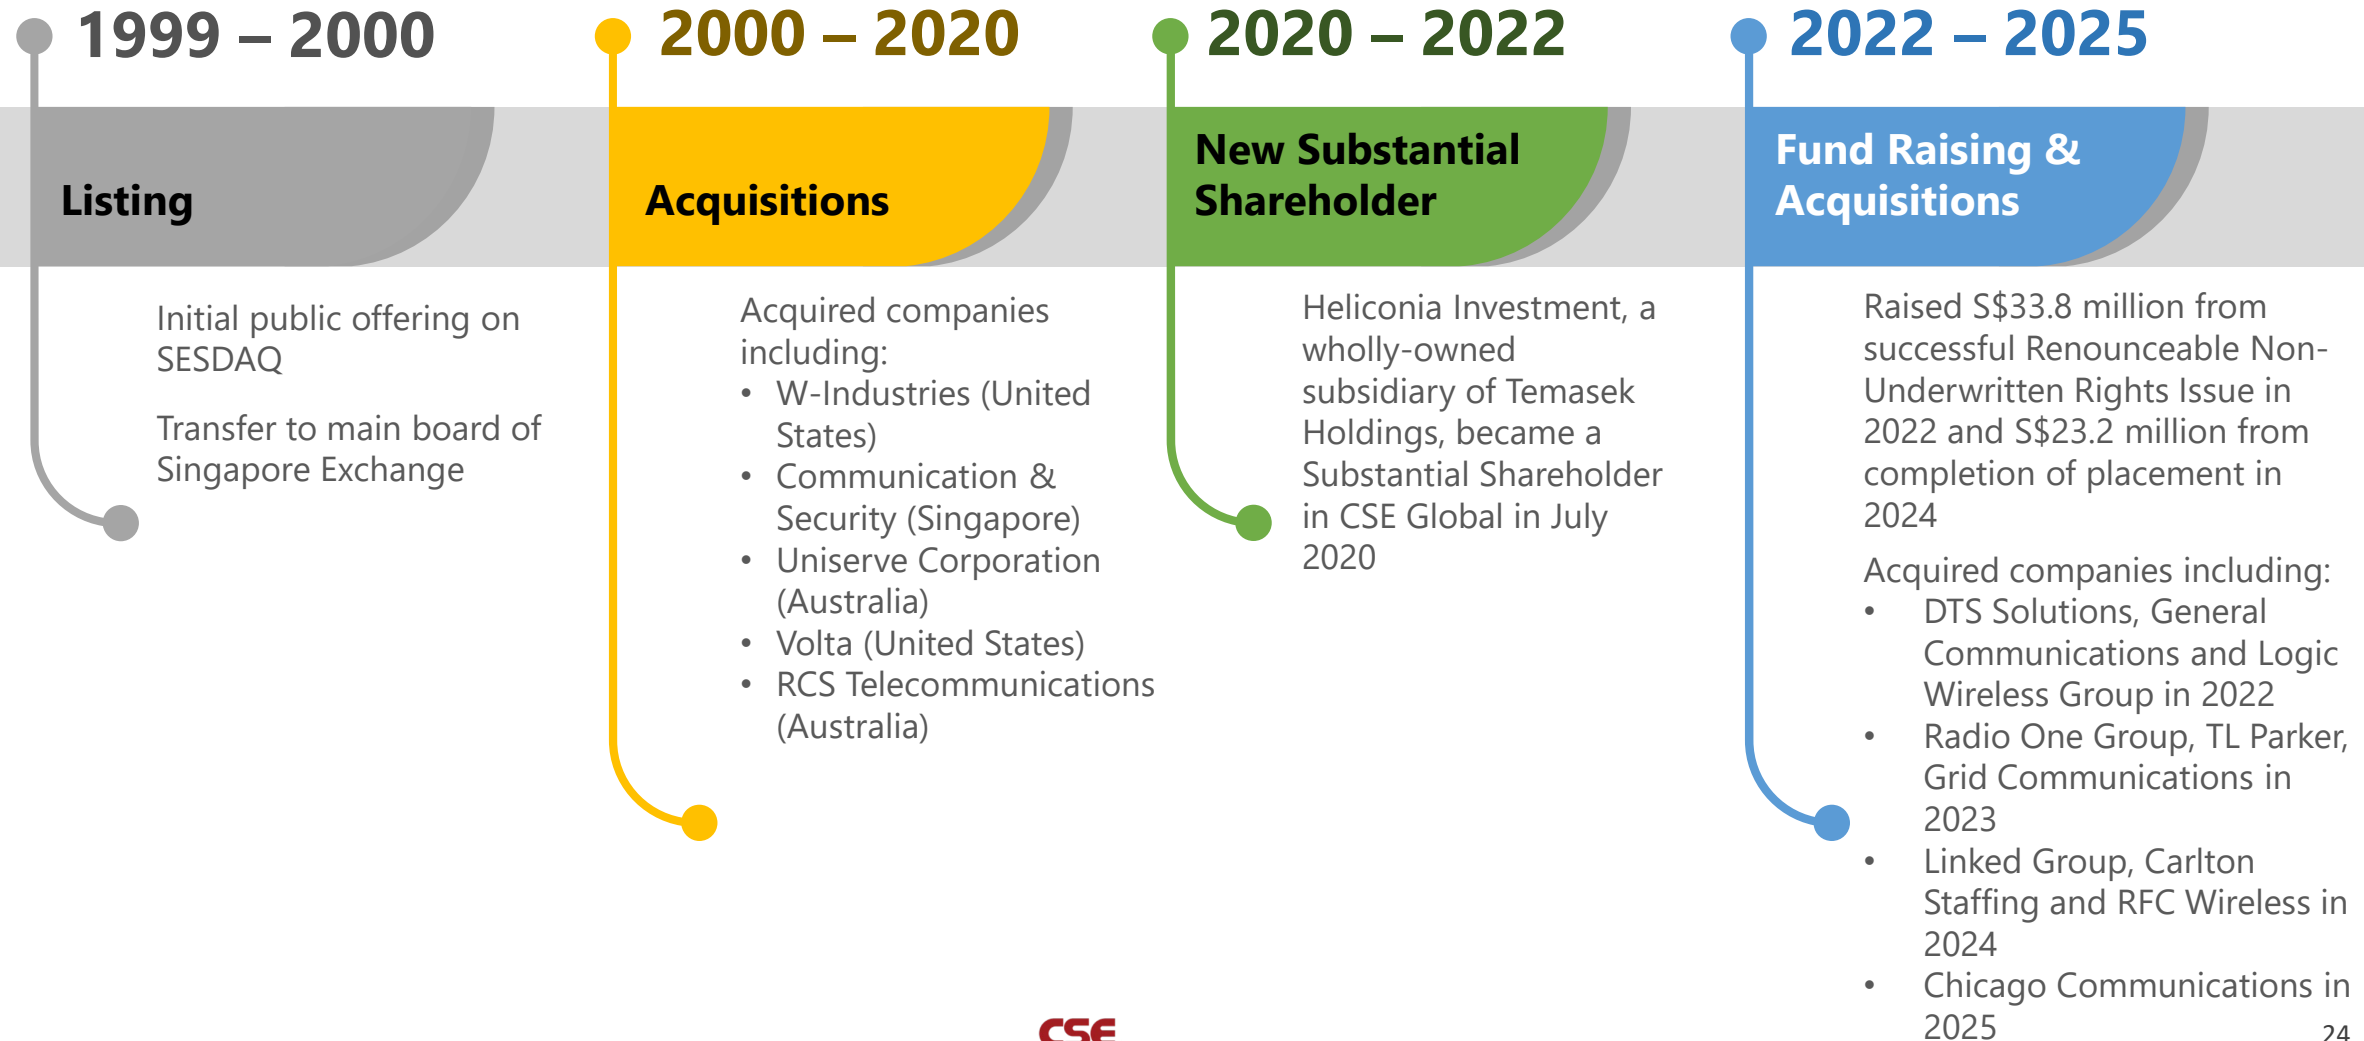 1999 – 2000
Listing
Initial public offering on
SESDAQ
Transfer to main board of
Singapore Exchange
2000 – 2020
Acquisitions
Acquired companies
including:
• W-Industries (United
States)
• Communication &
Security (Singapore)
• Uniserve Corporation
(Australia)
• Volta (United States)
• RCS Telecommunications
(Australia)
2020 – 2022
New Substantial
Shareholder
Heliconia Investment, a
wholly-owned
subsidiary of Temasek
Holdings, became a
Substantial Shareholder
in CSE Global in July
2020
2022 – 2025
Fund Raising &
Acquisitions
Raised S$33.8 million from
successful Renounceable Non-
Underwritten Rights Issue in
2022 and S$23.2 million from
completion of placement in
2024
Acquired companies including:
• DTS Solutions, General
Communications and Logic
Wireless Group in 2022
• Radio One Group, TL Parker,
Grid Communications in
2023
• Linked Group, Carlton
Staffing and RFC Wireless in
2024
• Chicago Communications in
2025
CSE
24